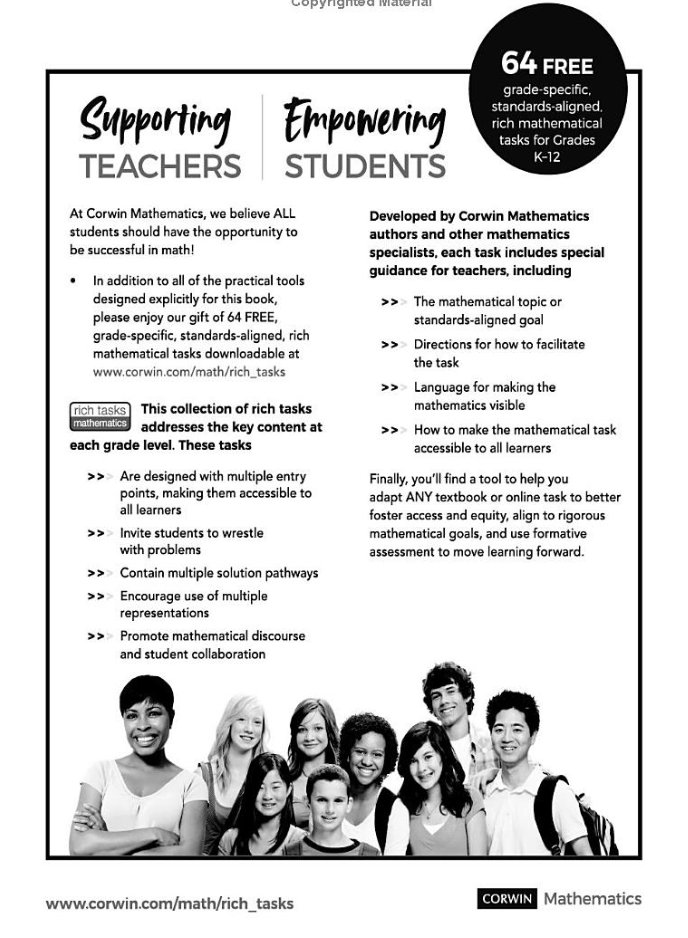 Copyrighted Material
64 FREE
grade-specific,
standards-aligned,
rich mathematical
tasks for Grades
K–12
Supporting
TEACHERS
Empowering
STUDENTS
At Corwin Mathematics, we believe ALL
students should have the opportunity to
be successful in math!
• In addition to all of the practical tools
designed explicitly for this book,
please enjoy our gift of 64 FREE,
grade-specific, standards-aligned, rich
mathematical tasks downloadable at
www.corwin.com/math/rich_tasks
rich tasks
mathematics
This collection of rich tasks
addresses the key content at
each grade level. These tasks
>>> Are designed with multiple entry
points, making them accessible to
all learners
>>> Invite students to wrestle
with problems
>>> Contain multiple solution pathways
>>> Encourage use of multiple
representations
>>> Promote mathematical discourse
and student collaboration
Developed by Corwin Mathematics
authors and other mathematics
specialists, each task includes special
guidance for teachers, including
>>> The mathematical topic or
standards-aligned goal
>>> Directions for how to facilitate
the task
>>> Language for making the
mathematics visible
>>> How to make the mathematical task
accessible to all learners
Finally, you'll find a tool to help you
adapt ANY textbook or online task to better
foster access and equity, align to rigorous
mathematical goals, and use formative
assessment to move learning forward.
www.corwin.com/math/rich_tasks
CORWIN Mathematics